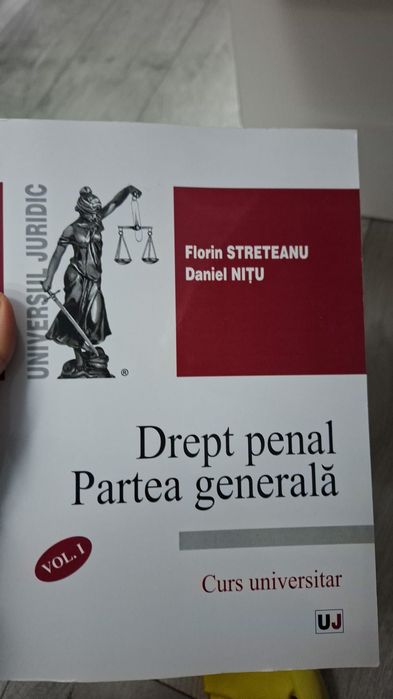 UNIVERSUL JURIDIC
®
Florin STRETEANU
Daniel NIȚU
Drept penal
Partea generală
VOL. I
Curs universitar
UJ